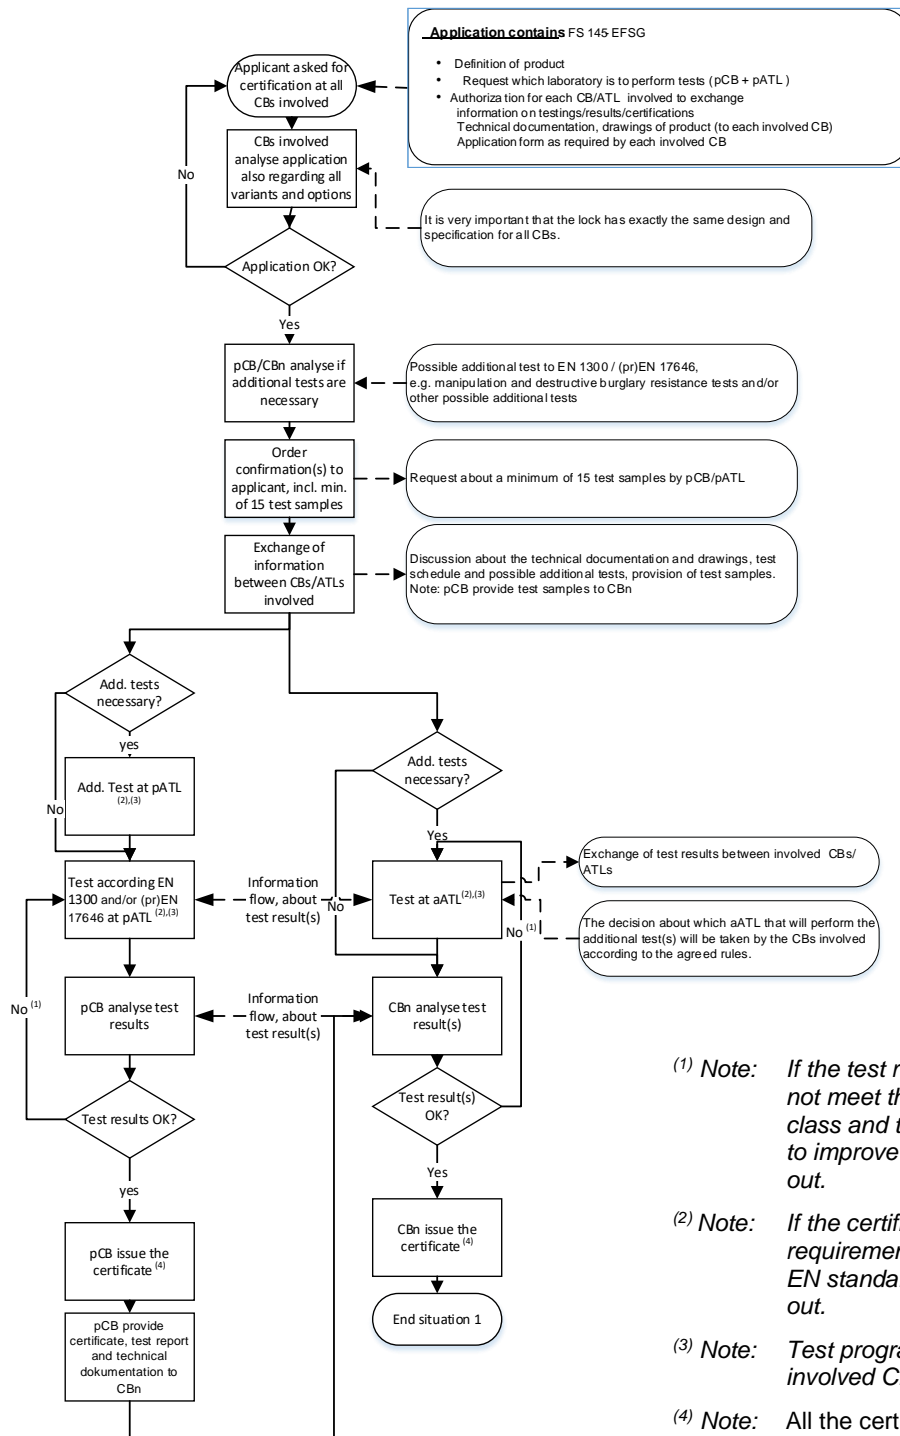 Application contains FS 145 EFSG
• Definition of product
• Request which laboratory is to perform tests (pCB + pATL)
• Authorization for each CB/ATL involved to exchange
information on testings/results/certifications
Technical documentation, drawings of product (to each involved CB)
Application form as required by each involved CB
Applicant asked for
certification at all
CBs involved
CBs involved
analyse application
also regarding all
variants and options
No
It is very important that the lock has exactly the same design and
specification for all CBs.
Application OK?
Yes
pCB/CBn analyse if
additional tests are
necessary
Possible additional test to EN 1300 / (pr)EN 17646,
e.g. manipulation and destructive burglary resistance tests and/or
other possible additional tests
Order
confirmation(s) to
applicant, incl. min.
of 15 test samples
Request about a minimum of 15 test samples by pCB/pATL
Exchange of
information
between CBs/ATLs
involved
Discussion about the technical documentation and drawings, test
schedule and possible additional tests, provision of test samples.
Note: pCB provide test samples to CBn
Add. tests
necessary?
yes
Add. Test at pATL
(2),(3)
No
Add. tests
necessary?
Yes
Test according EN
1300 and/or (pr)EN
17646 at pATL (2),(3)
Information
flow, about
test result(s)
No
Test at aATL(2),(3)
No (1)
Exchange of test results between involved CBs/
ATLs
The decision about which aATL that will perform the
additional test(s) will be taken by the CBs involved
according to the agreed rules.
No (1)
pCB analyse test
results
Information
flow, about
test result(s)
CBn analyse test
result(s)
Test results OK?
yes
Test result(s)
OK?
Yes
pCB issue the
certificate (4)
CBn issue the
certificate (4)
pCB provide
certificate, test report
and technical
dokumentation to
CBn
End situation 1
(1) Note: If the test r
not meet th
class and t
to improve
out.
(2) Note: If the certif
requiremen
EN standa
out.
(3) Note: Test progra
involved C
(4) Note: All the cert